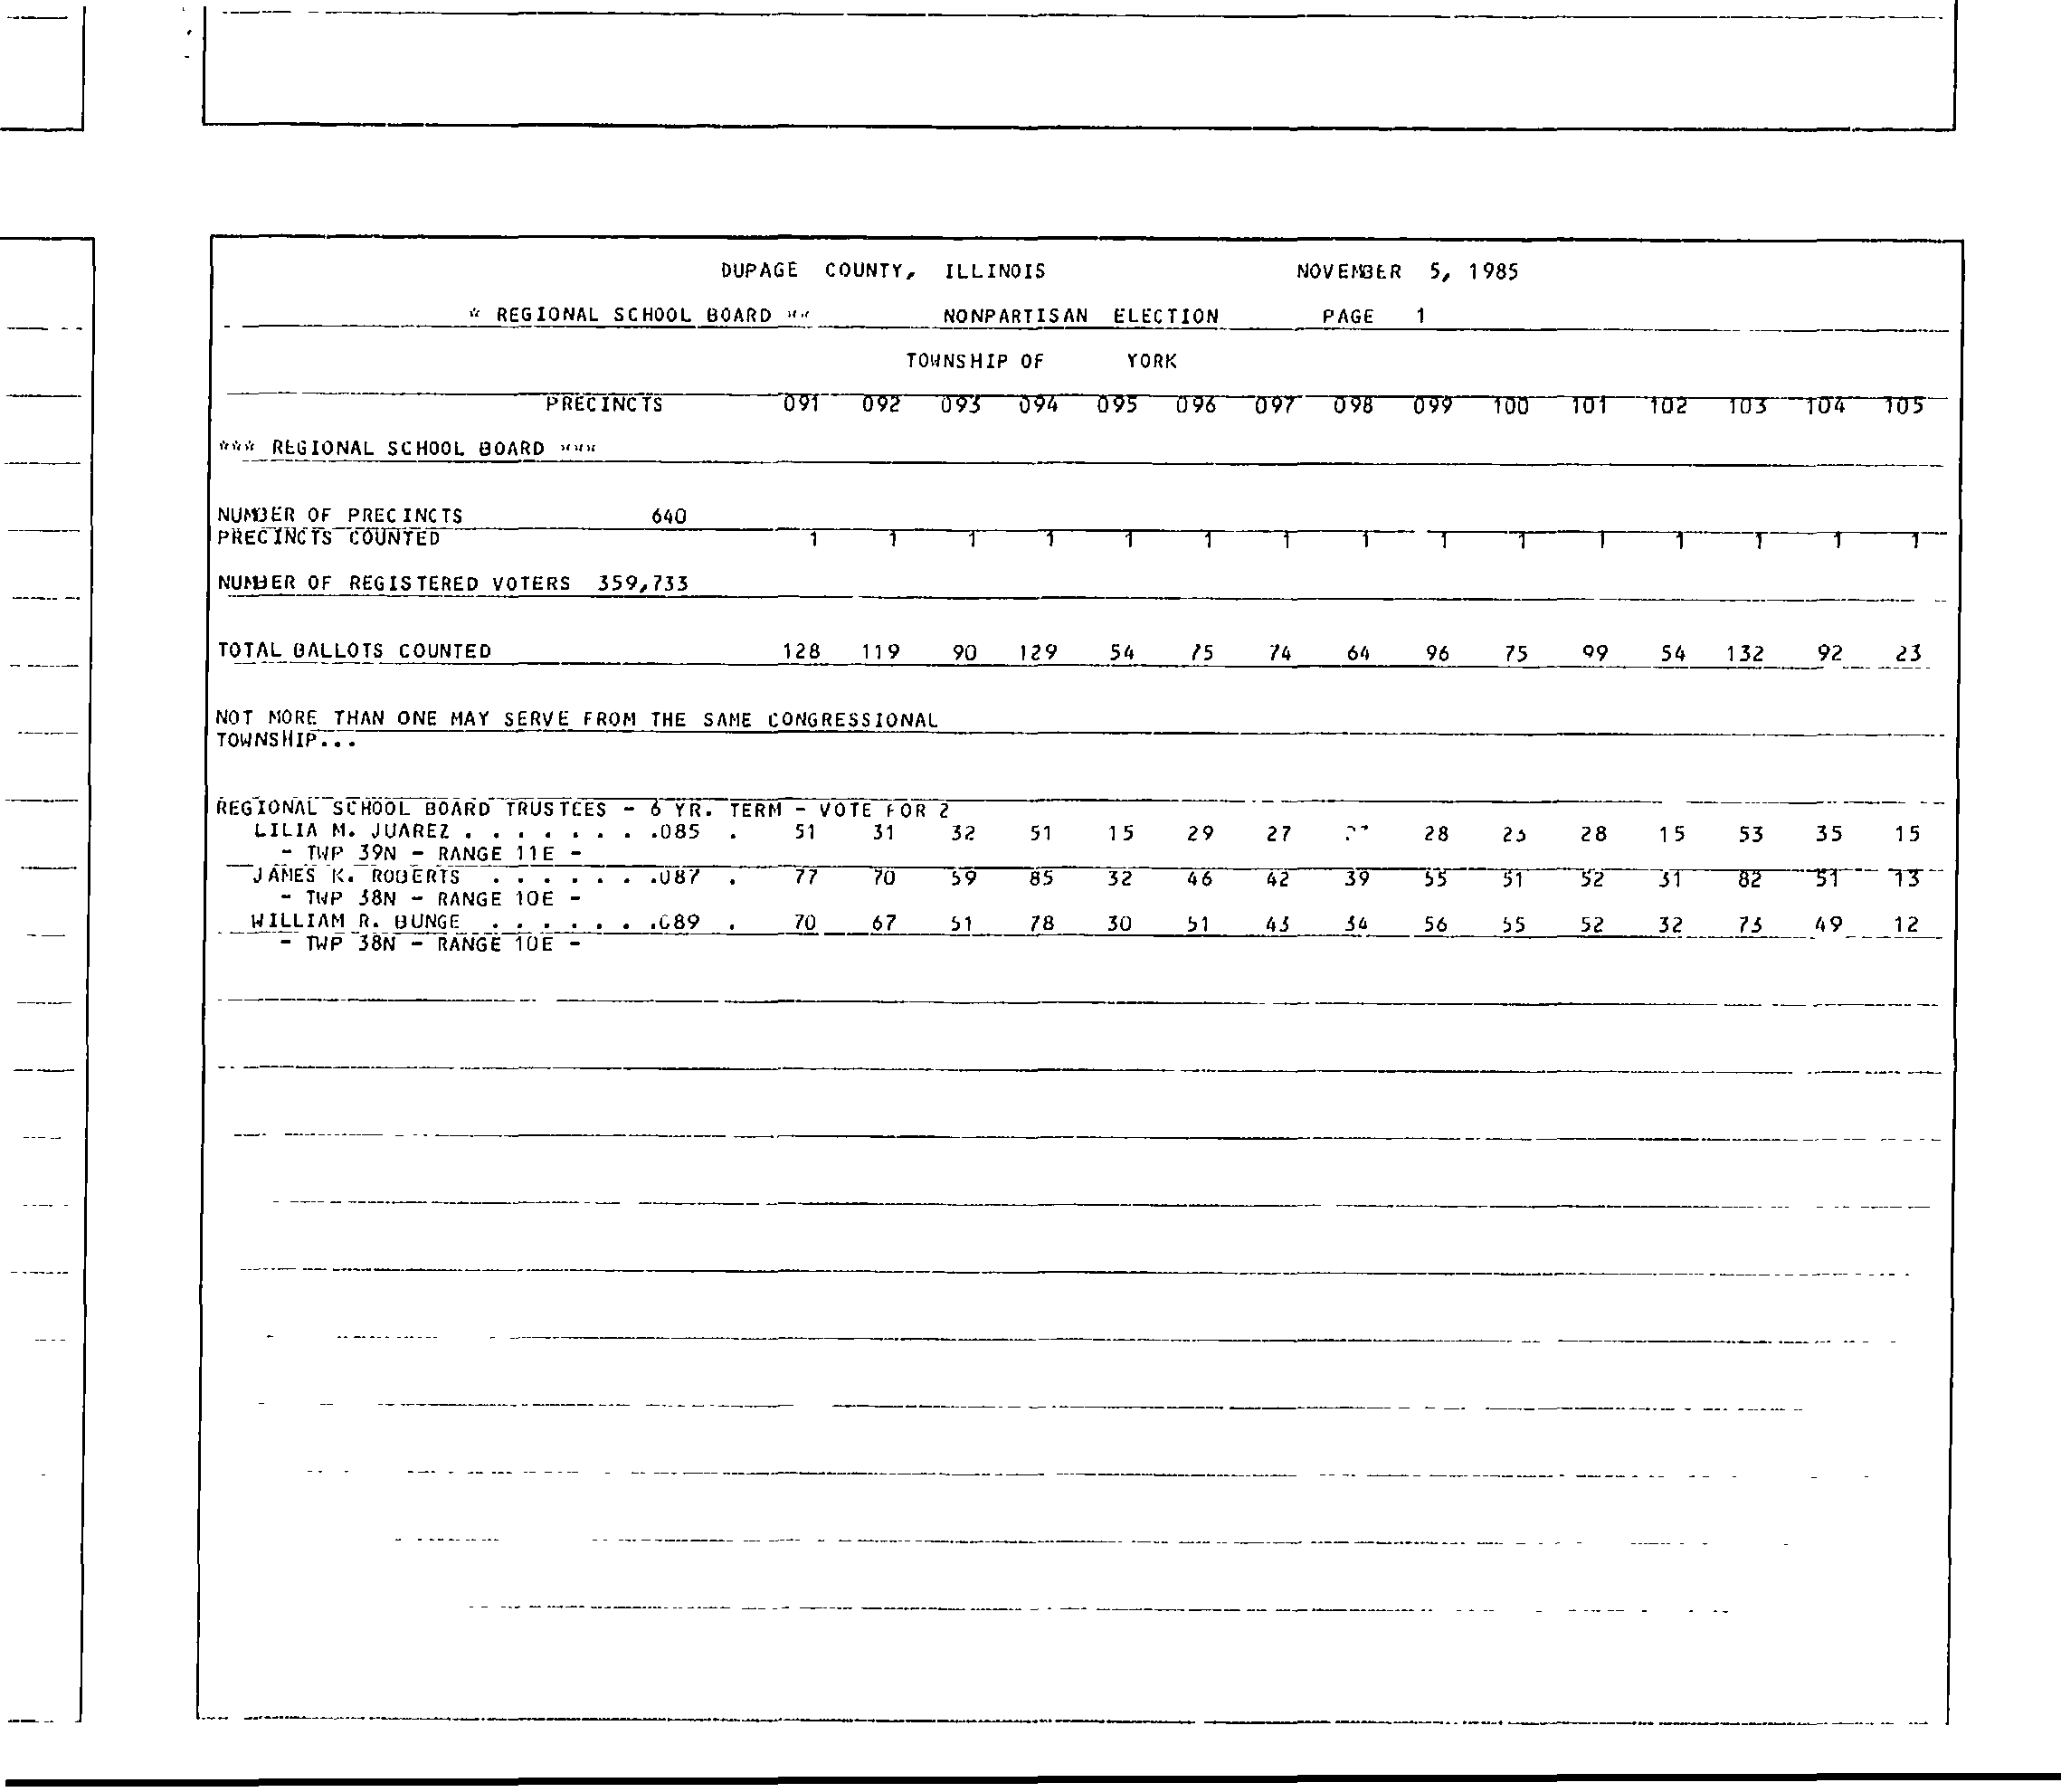 DUPAGE COUNTY, ILLINOIS NOVEMBER 5, 1985
* REGIONAL SCHOOL BOARD ** NONPARTISAN ELECTION PAGE 1
TOWNSHIP OF YORK
PRECINCTS 091 092 093 094 095 096 097 098 099 100 101 102 103 104 105
*** REGIONAL SCHOOL BOARD ***
NUMBER OF PRECINCTS 640
PRECINCTS COUNTED 1 1 1 1 1 1 1 1 1 1 1 1 1 1 1
NUMBER OF REGISTERED VOTERS 359,733
TOTAL BALLOTS COUNTED 128 119 90 129 54 75 74 64 96 75 99 54 132 92 23
NOT MORE THAN ONE MAY SERVE FROM THE SAME CONGRESSIONAL
TOWNSHIP...
REGIONAL SCHOOL BOARD TRUSTEES - 6 YR. TERM - VOTE FOR 2
LILIA M. JUAREZ . . . . . . . .085 . 51 31 32 51 15 29 27 28 28 15 53 35 15
- TWP 39N - RANGE 11E -
JAMES K. ROBERTS . . . . . . .087 . 77 70 59 85 32 46 42 39 55 51 52 31 82 51 13
- TWP 38N - RANGE 10E -
WILLIAM R. BUNGE . . . . . . .089 . 70 67 51 78 30 51 43 34 56 55 52 32 73 49 12
- TWP 38N - RANGE 10E -